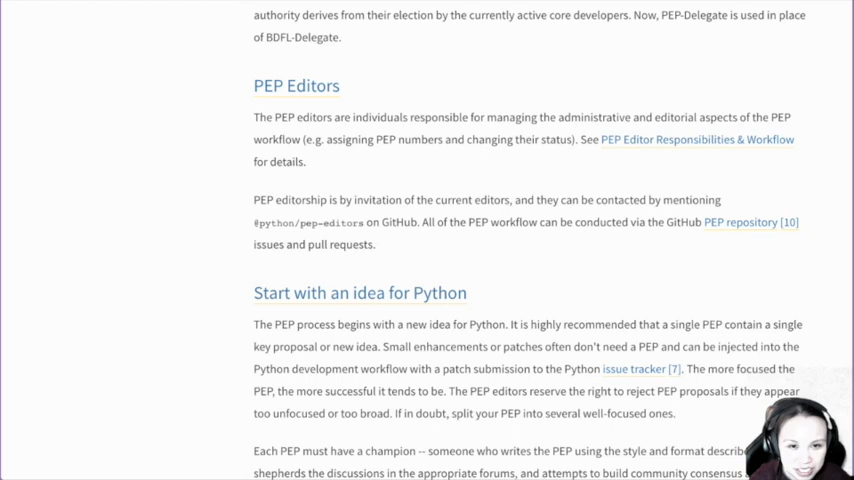 authority derives from their election by the currently active core developers. Now, PEP-Delegate is used in place
of BDFL-Delegate.
PEP Editors
The PEP editors are individuals responsible for managing the administrative and editorial aspects of the PEP
workflow (e.g. assigning PEP numbers and changing their status). See PEP Editor Responsibilities & Workflow
for details.
PEP editorship is by invitation of the current editors, and they can be contacted by mentioning
@python/pep-editors on GitHub. All of the PEP workflow can be conducted via the GitHub PEP repository [10]
issues and pull requests.
Start with an idea for Python
The PEP process begins with a new idea for Python. It is highly recommended that a single PEP contain a single
key proposal or new idea. Small enhancements or patches often don't need a PEP and can be injected into the
Python development workflow with a patch submission to the Python issue tracker [7]. The more focused the
PEP, the more successful it tends to be. The PEP editors reserve the right to reject PEP proposals if they appear
too unfocused or too broad. If in doubt, split your PEP into several well-focused ones.
Each PEP must have a champion -- someone who writes the PEP using the style and format
shepherds the discussions in the appropriate forums, and attempts to build community consensus